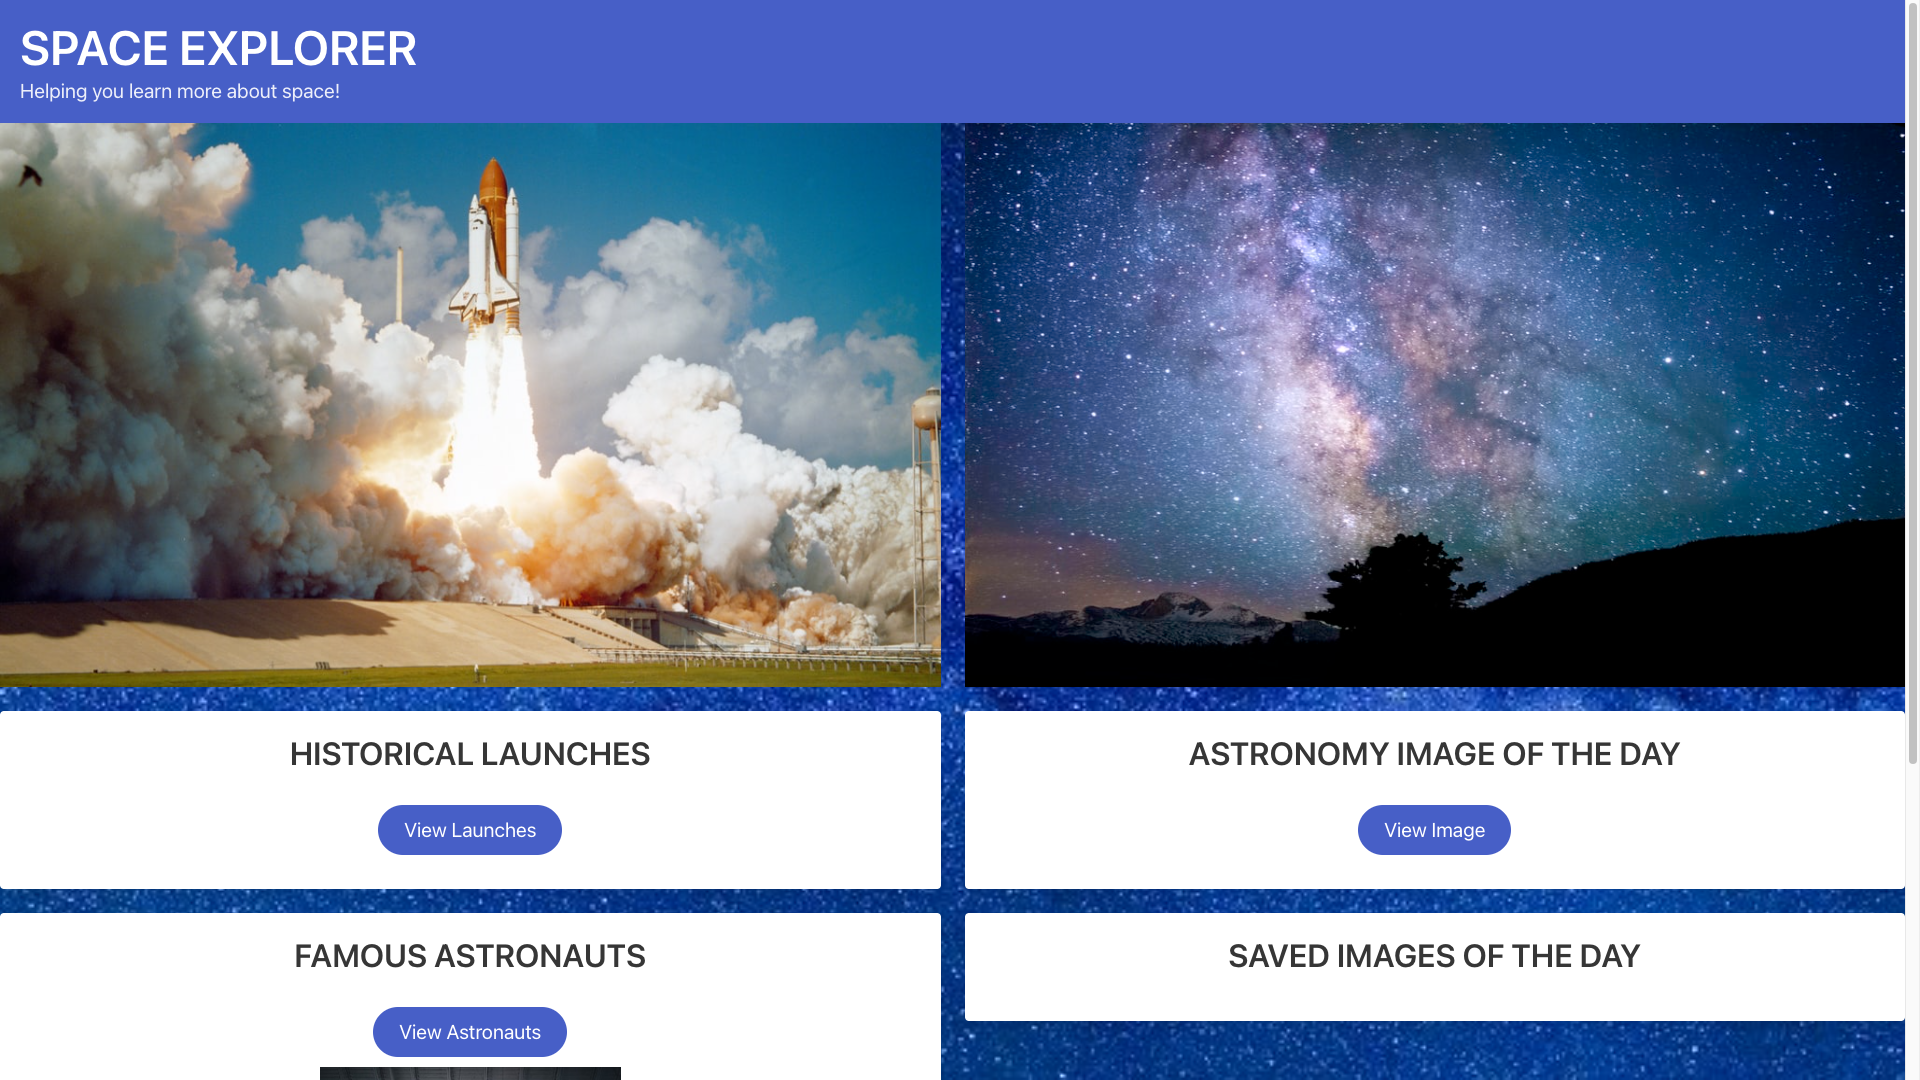 SPACE EXPLORER
Helping you learn more about space!
HISTORICAL LAUNCHES
View Launches
ASTRONOMY IMAGE OF THE DAY
View Image
FAMOUS ASTRONAUTS
View Astronauts
SAVED IMAGES OF THE DAY